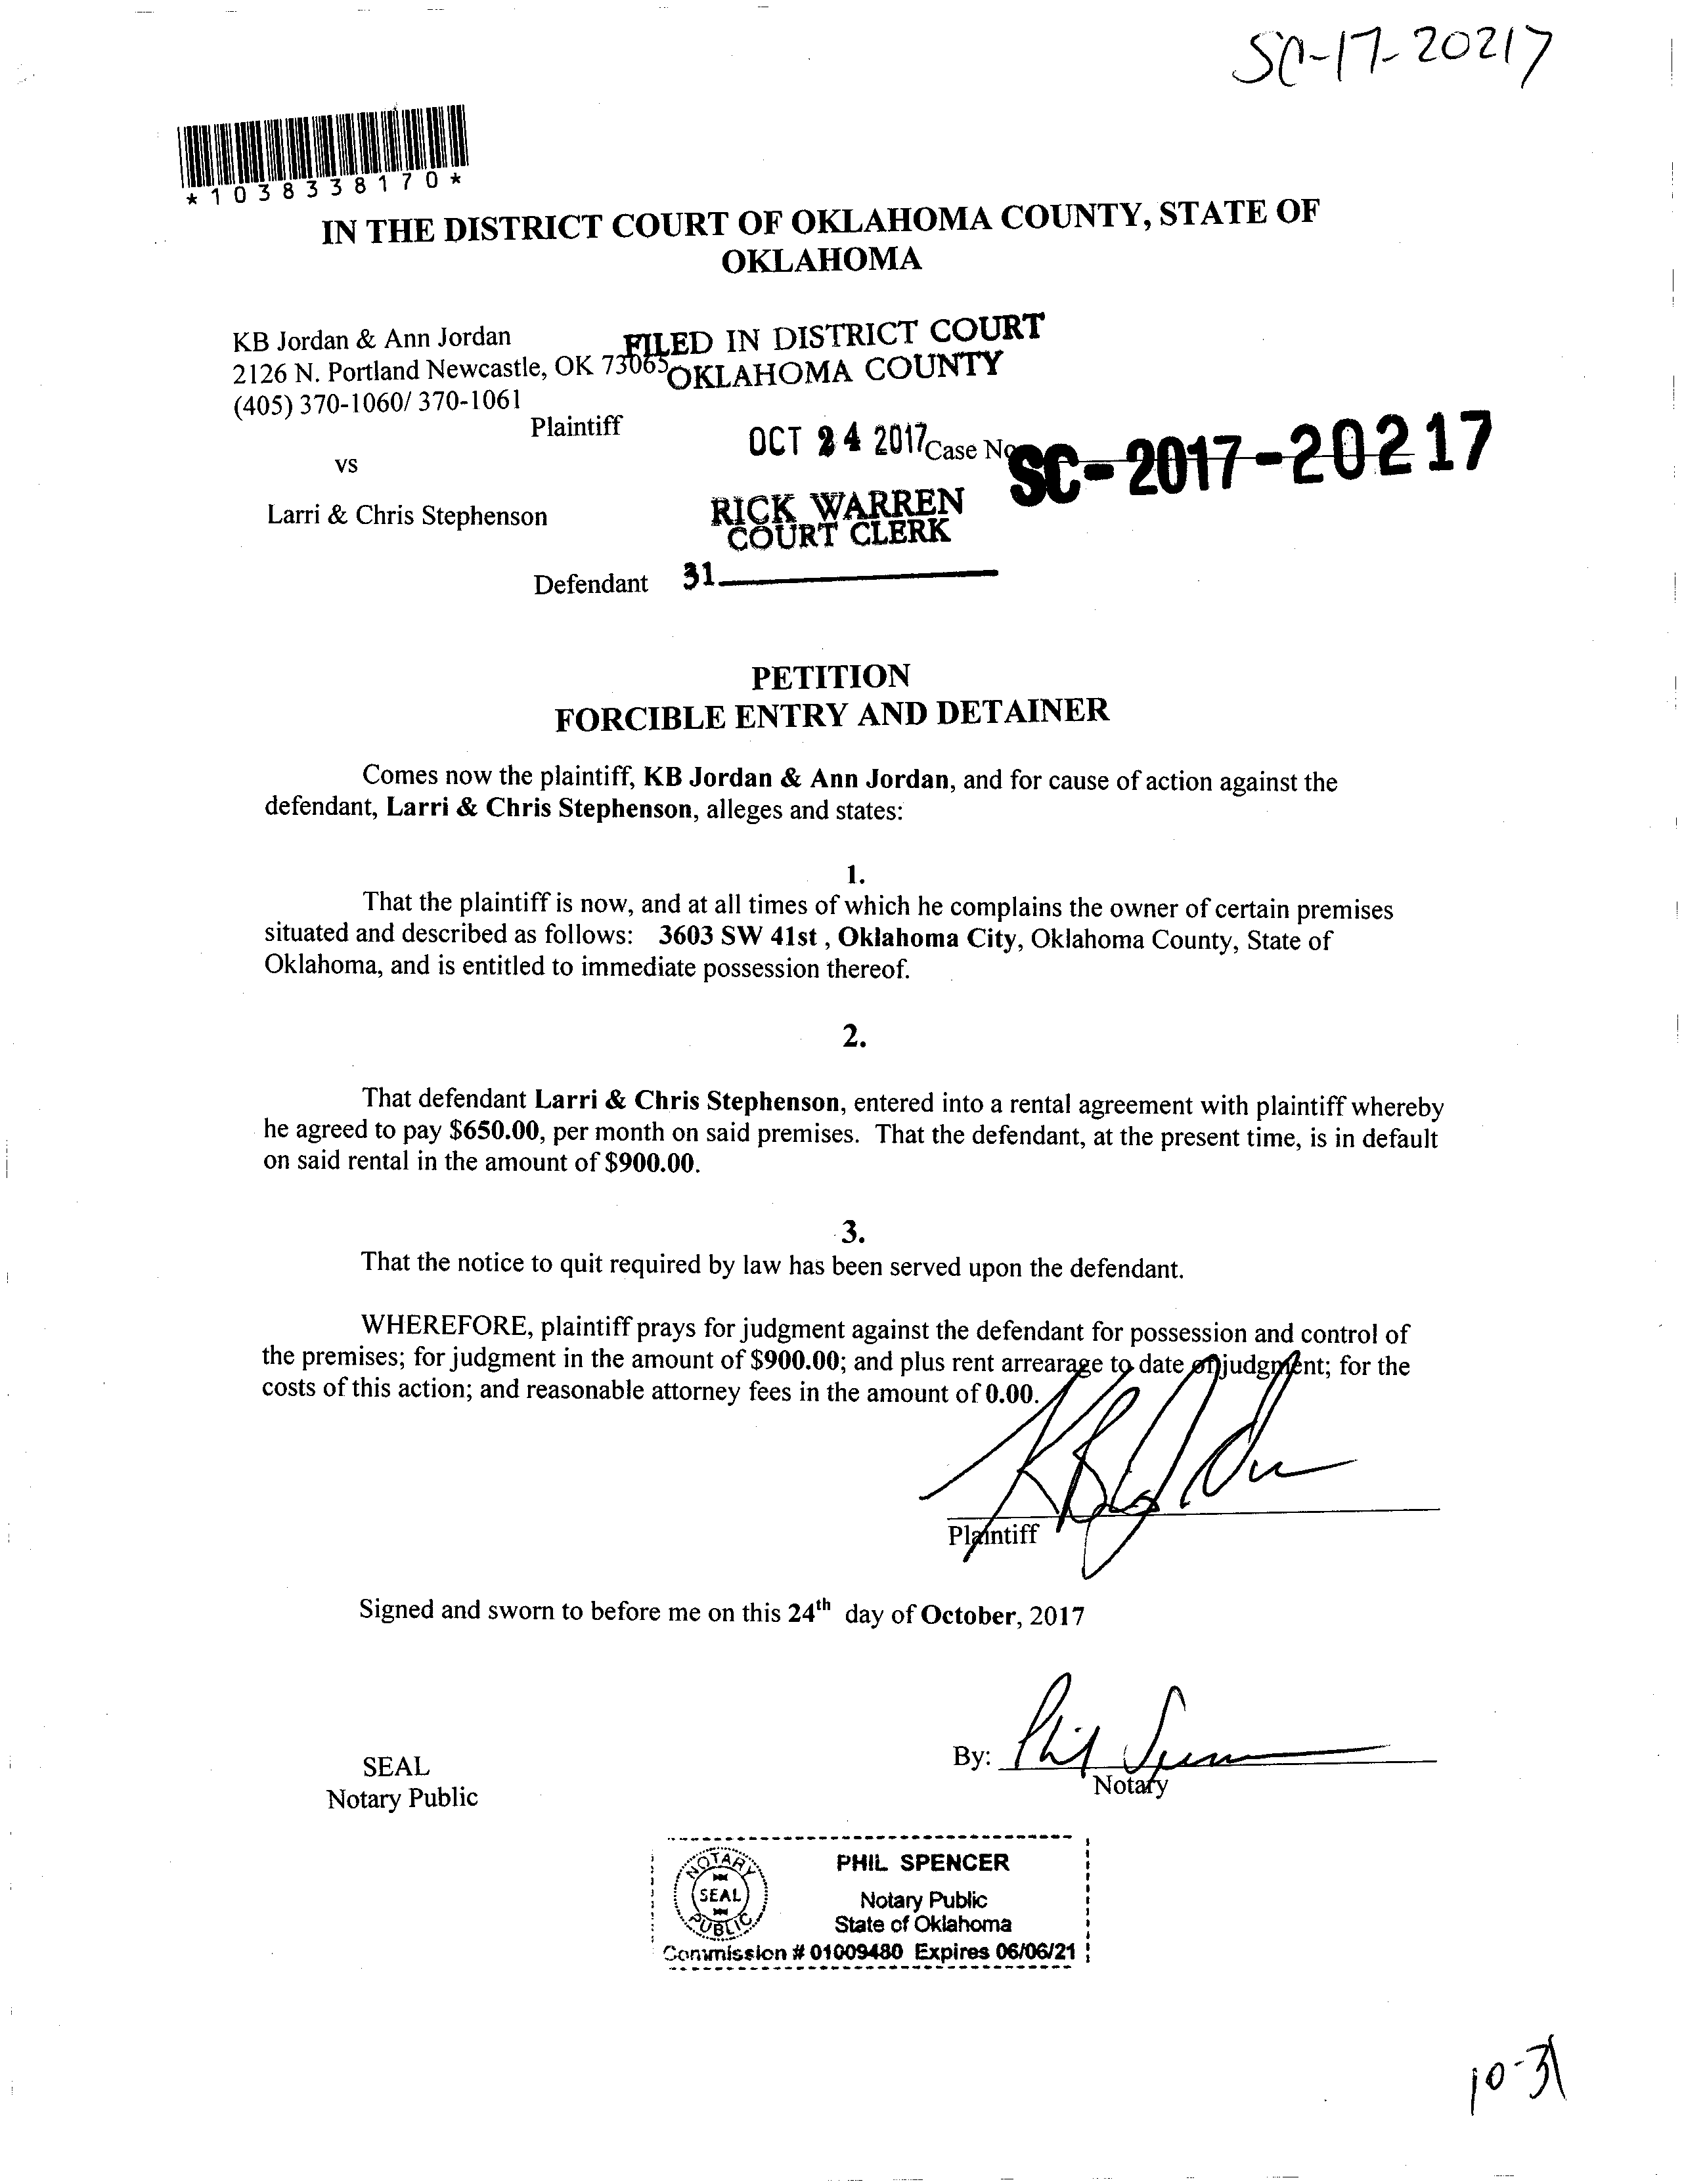 SC-17-20217
*1038338170*
IN THE DISTRICT COURT OF OKLAHOMA COUNTY, STATE OF
OKLAHOMA
KB Jordan & Ann Jordan
2126 N. Portland Newcastle, OK 73065
(405) 370-1060/ 370-1061
Plaintiff
FILED IN DISTRICT COURT
OKLAHOMA COUNTY
OCT 24 2017
Case No
SC-2017-20217
vs
Larri & Chris Stephenson
RICK WARREN
COURT CLERK
Defendant
31
PETITION
FORCIBLE ENTRY AND DETAINER
Comes now the plaintiff, KB Jordan & Ann Jordan, and for cause of action against the
defendant, Larri & Chris Stephenson, alleges and states:
1.
That the plaintiff is now, and at all times of which he complains the owner of certain premises
situated and described as follows: 3603 SW 41st , Oklahoma City, Oklahoma County, State of
Oklahoma, and is entitled to immediate possession thereof.
2.
That defendant Larri & Chris Stephenson, entered into a rental agreement with plaintiff whereby
he agreed to pay $650.00, per month on said premises. That the defendant, at the present time, is in default
on said rental in the amount of $900.00.
3.
That the notice to quit required by law has been served upon the defendant.
WHEREFORE, plaintiff prays for judgment against the defendant for possession and control of
the premises; for judgment in the amount of $900.00; and plus rent arrearage to date on judgment; for the
costs of this action; and reasonable attorney fees in the amount of 0.00.
KB Jordan
Plaintiff
Signed and sworn to before me on this 24th day of October, 2017
SEAL
Notary Public
By: Phil Spencer
Notary
NOTARY
SEAL
PUBLIC
PHIL SPENCER
Notary Public
State of Oklahoma
Commission # 01009480 Expires 06/06/21
10-31